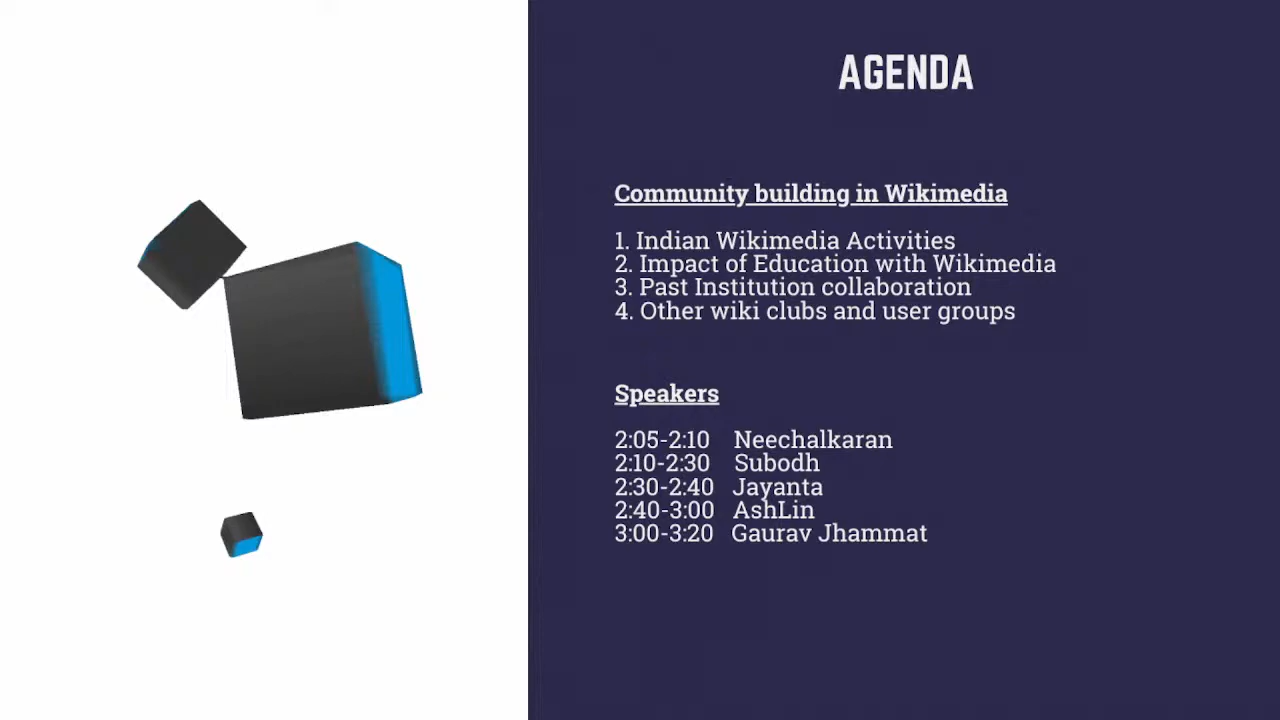 AGENDA
Community building in Wikimedia
1. Indian Wikimedia Activities
2. Impact of Education with Wikimedia
3. Past Institution collaboration
4. Other wiki clubs and user groups
Speakers
2:05-2:10 Neechalkaran
2:10-2:30 Subodh
2:30-2:40 Jayanta
2:40-3:00 AshLin
3:00-3:20 Gaurav Jhammat